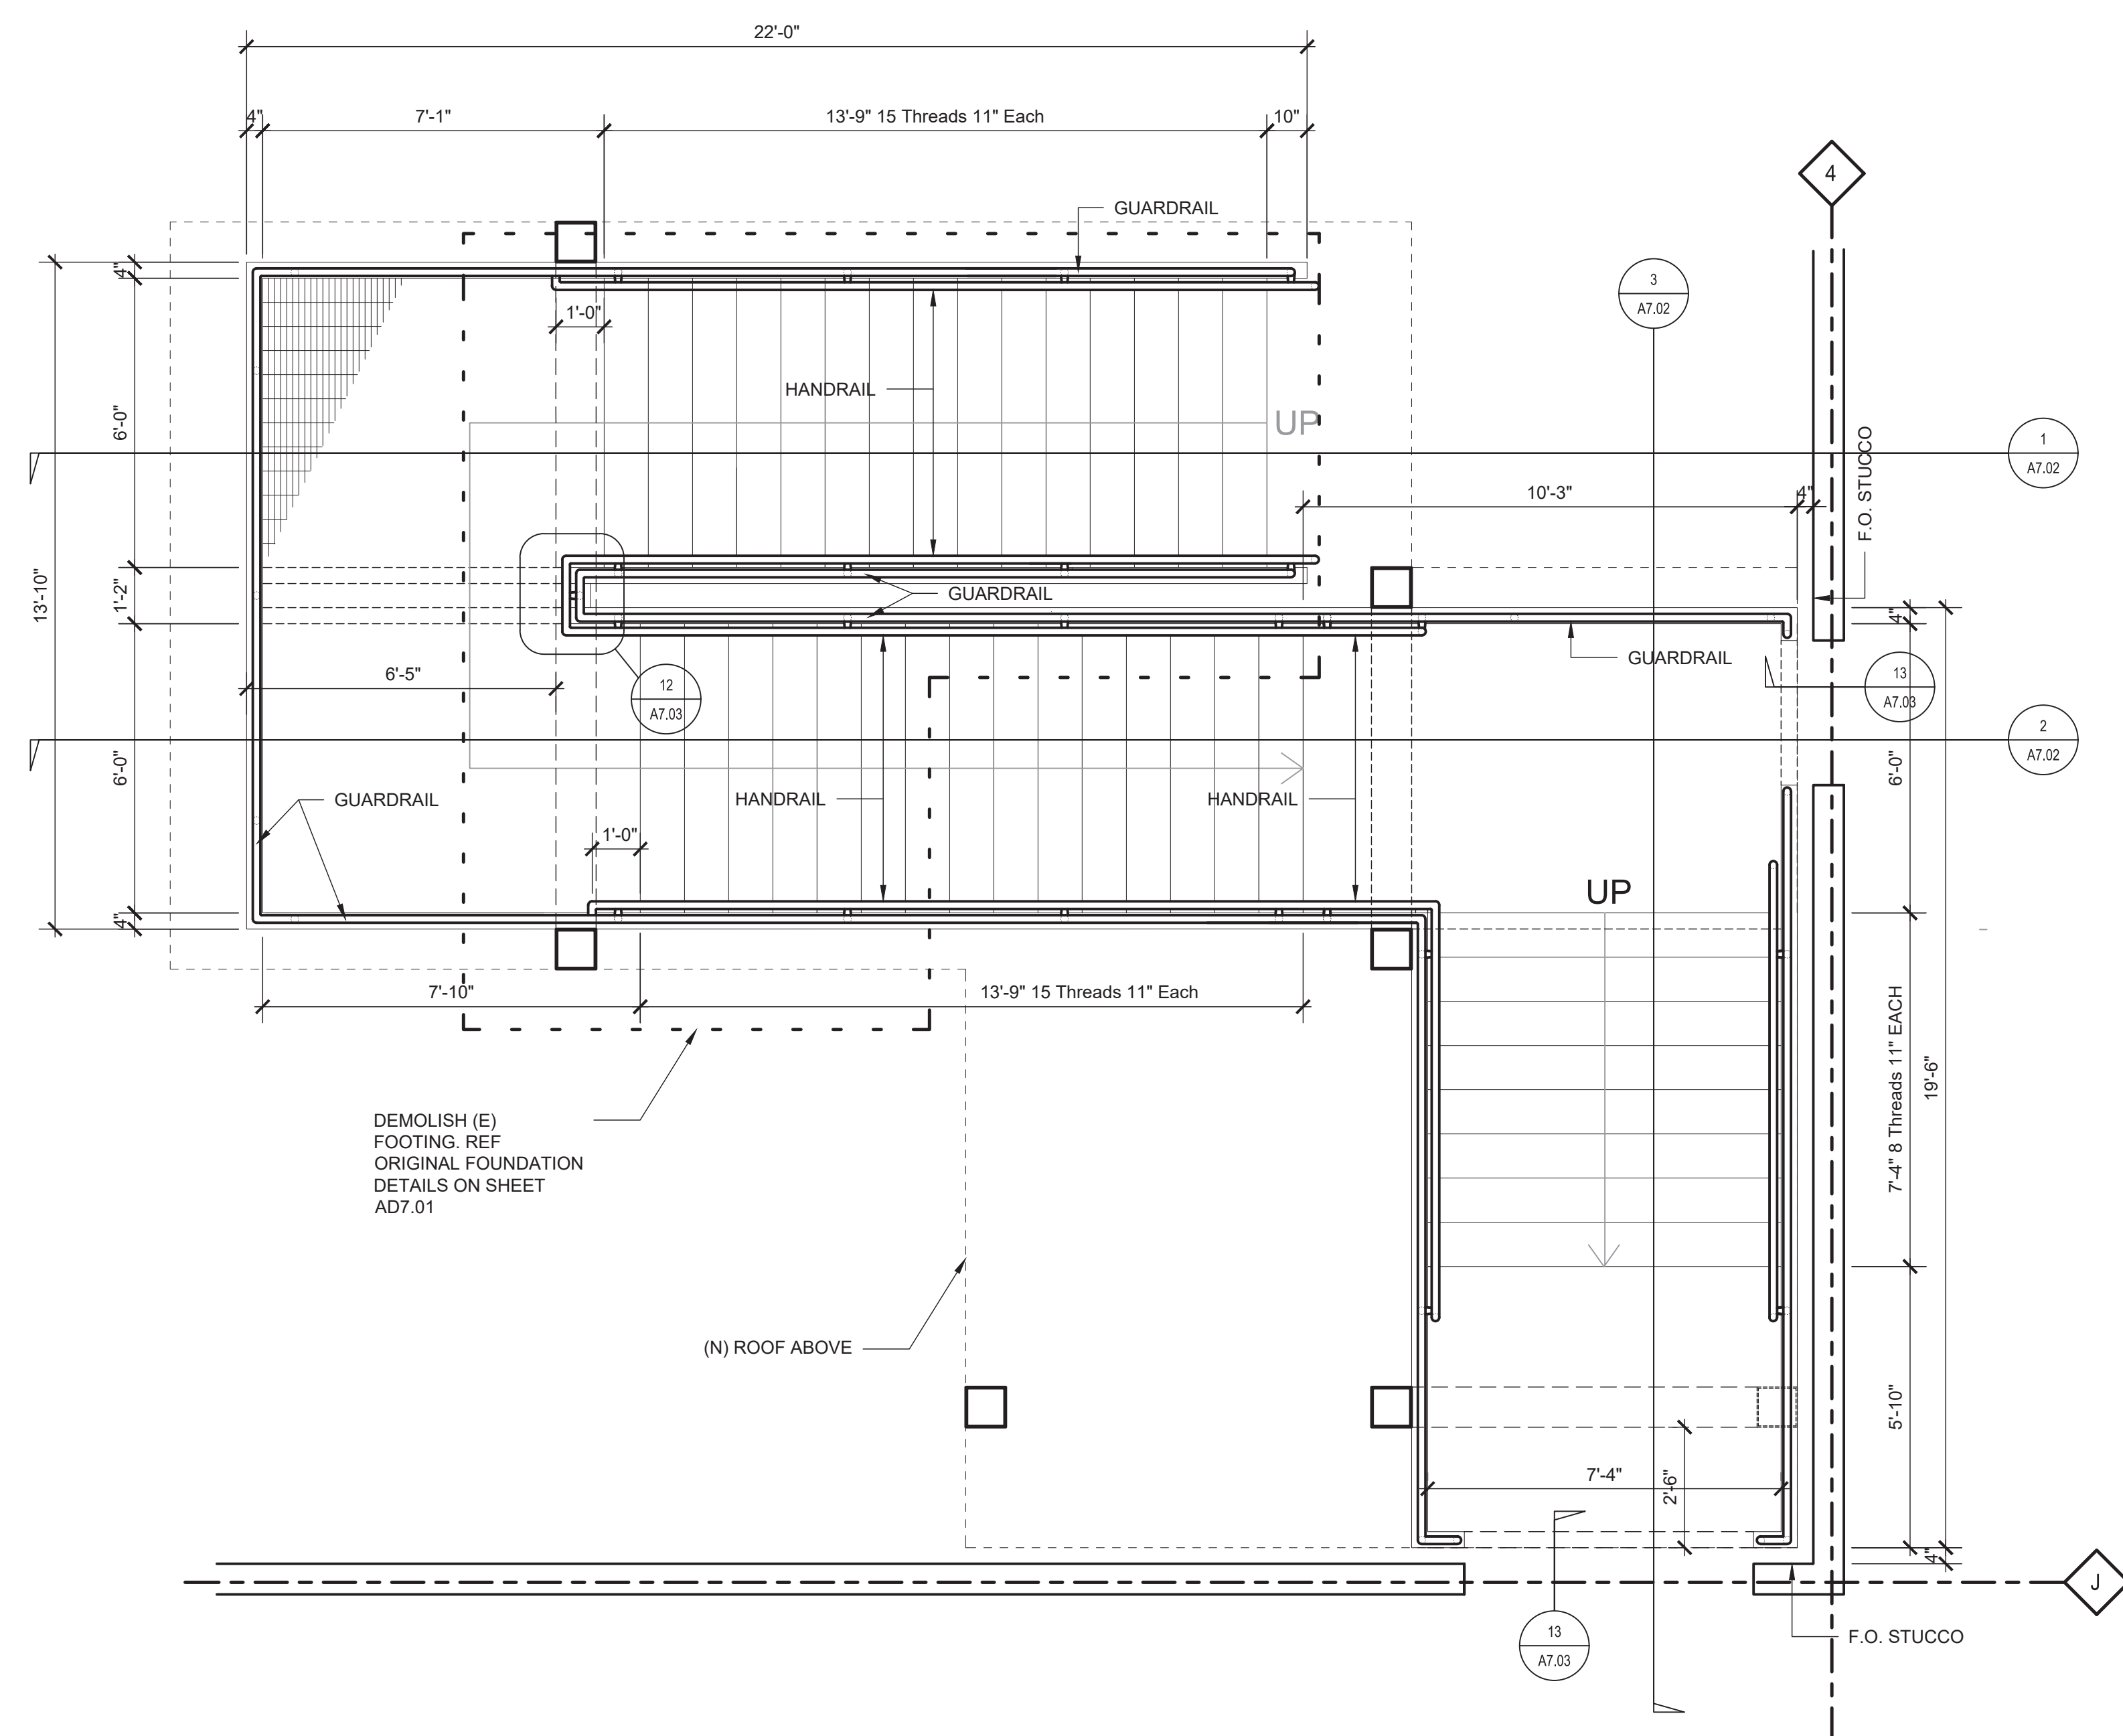 22'-0"
4"
7'-1"
13'-9" 15 Threads 11" Each
10"
4
GUARDRAIL
3
A7.02
4"
1'-0"
HANDRAIL
UP
6'-0"
1
A7.02
F.O. STUCCO
10'-3"
4"
13'-10"
1'-2"
GUARDRAIL
4"
GUARDRAIL
6'-5"
12
A7.03
13
A7.03
2
A7.02
6'-0"
6'-0"
GUARDRAIL
HANDRAIL
HANDRAIL
1'-0"
UP
4"
7'-10"
13'-9" 15 Threads 11" Each
7'-4" 8 Threads 11" EACH
19'-6"
DEMOLISH (E)
FOOTING. REF
ORIGINAL FOUNDATION
DETAILS ON SHEET
AD7.01
(N) ROOF ABOVE
5'-10"
7'-4"
2'-6"
4"
J
13
A7.03
F.O. STUCCO